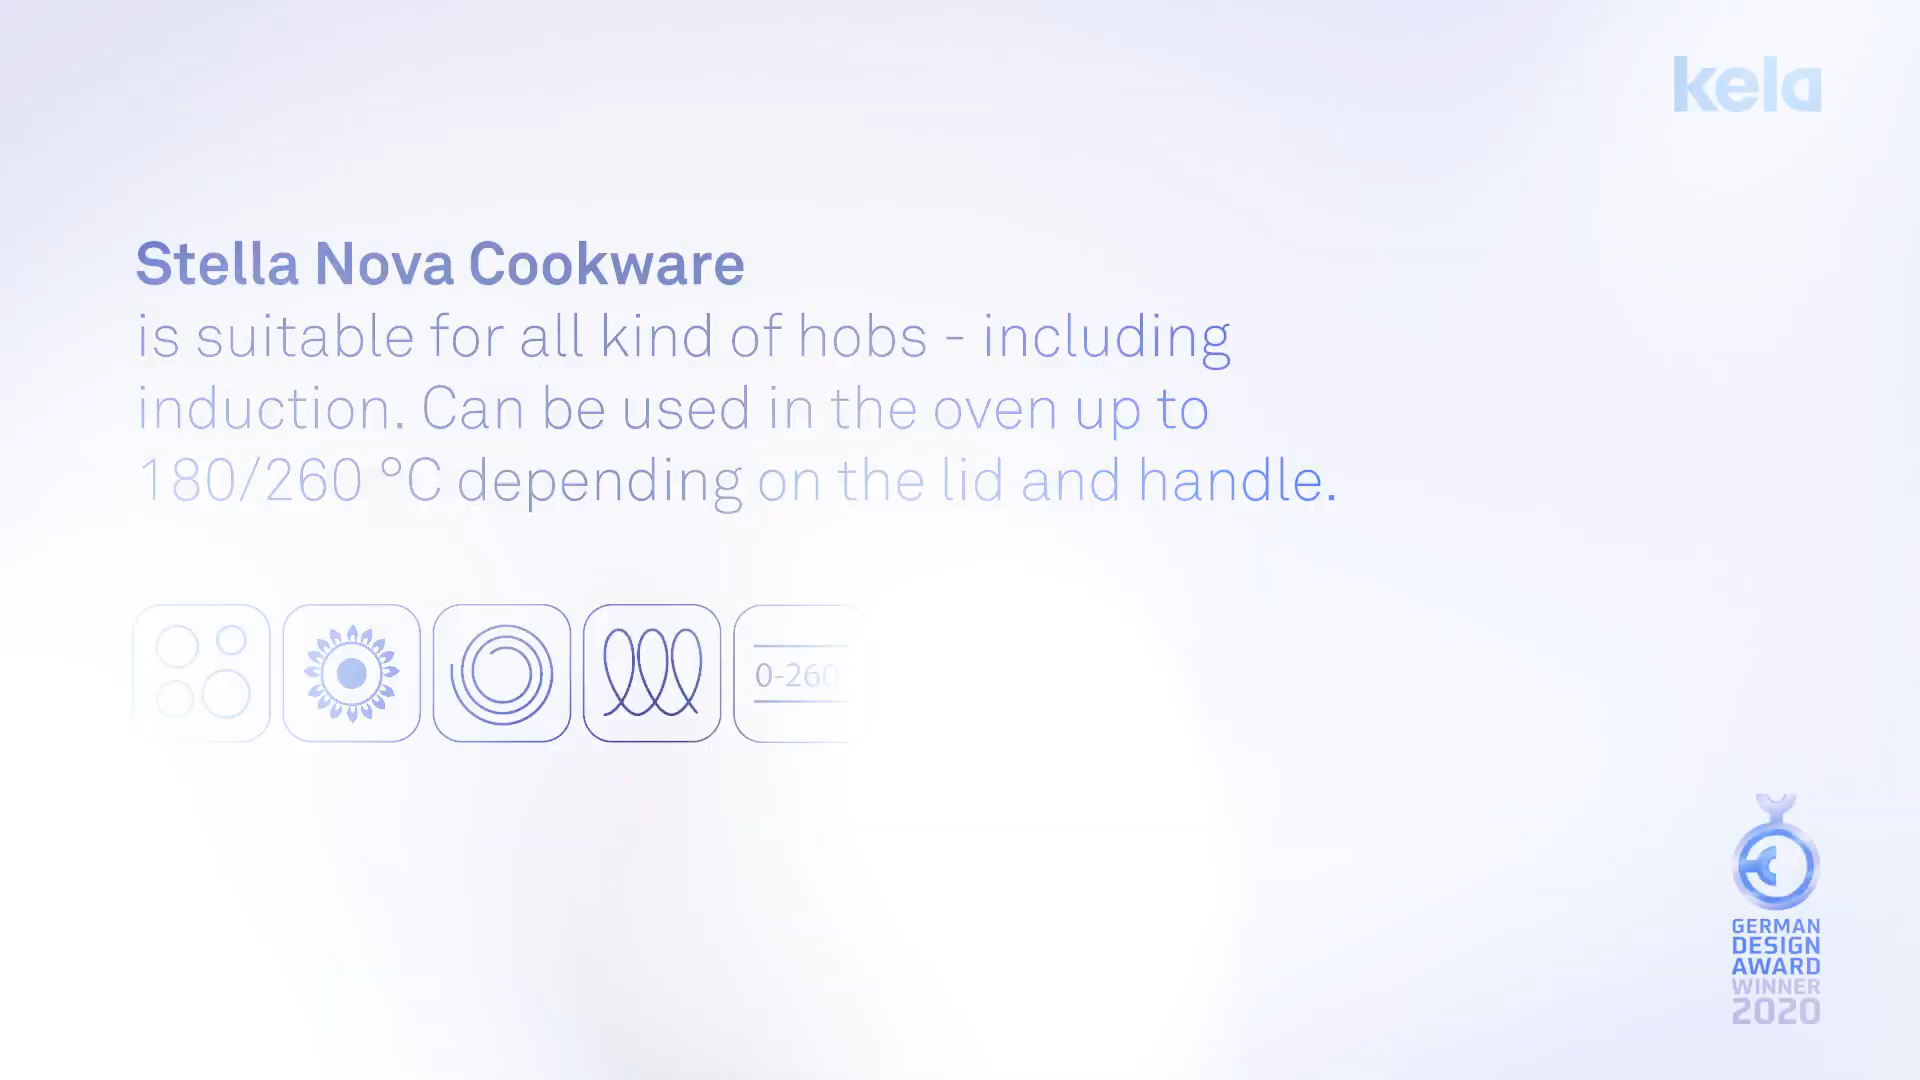 kela
Stella Nova Cookware
is suitable for all kind of hobs - including
induction. Can be used in the oven up to
180/260 °C depending on the lid and handle.
0-260
GERMAN
DESIGN
AWARD
WINNER
2020